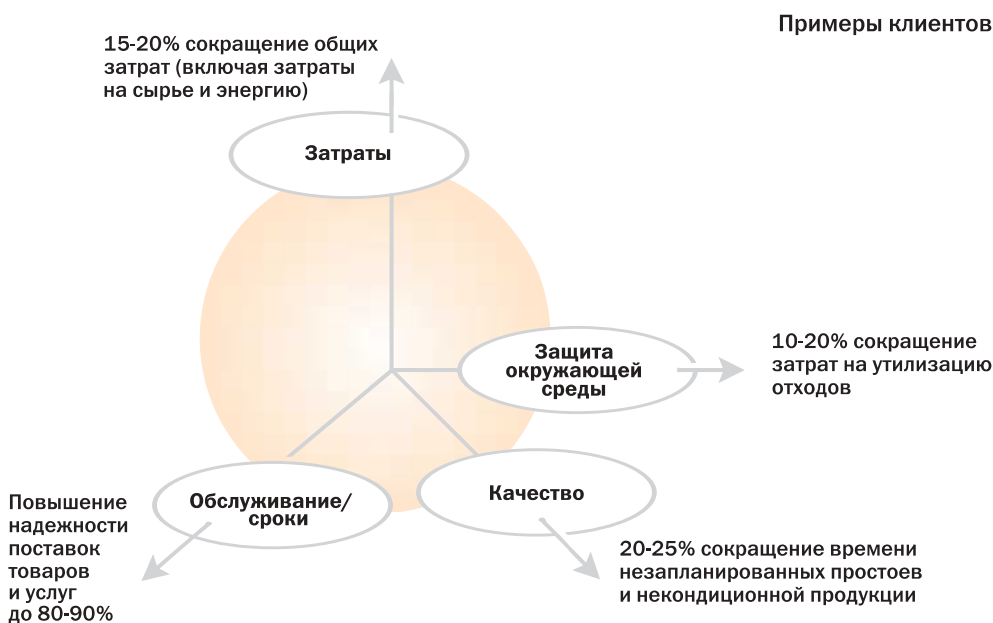 Примеры клиентов
15-20% сокращение общих
затрат (включая затраты
на сырье и энергию)
Затраты
Защита
окружающей
среды
10-20% сокращение
затрат на утилизацию
отходов
Обслуживание/
сроки
Качество
Повышение
надежности
поставок
товаров
и услуг
до 80-90%
20-25% сокращение времени
незапланированных простоев
и некондиционной продукции